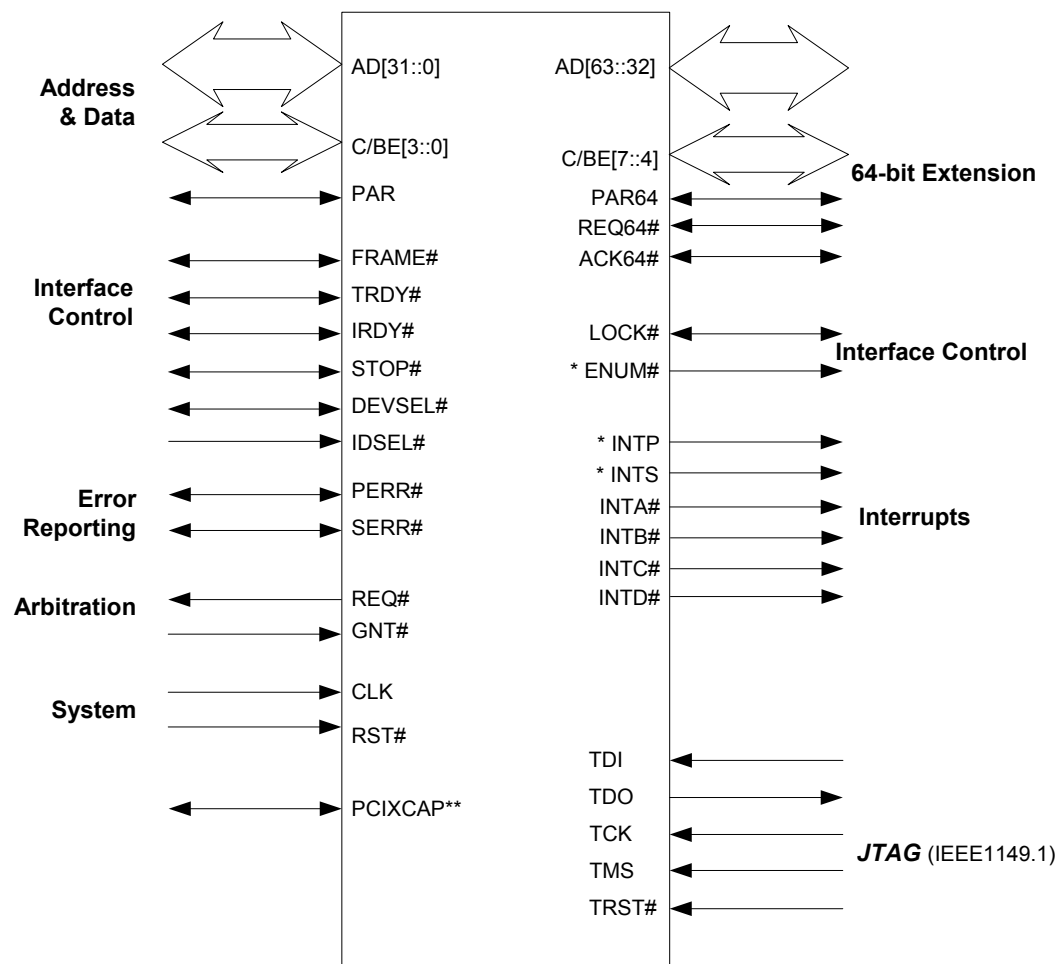 Address
& Data
AD[31::0]
C/BE[3::0]
PAR
Interface
Control
FRAME#
TRDY#
IRDY#
STOP#
DEVSEL#
IDSEL#
Error
Reporting
PERR#
SERR#
Arbitration
REQ#
GNT#
System
CLK
RST#
PCIXCAP**
AD[63::32]
C/BE[7::4]
PAR64
REQ64#
ACK64#
64-bit Extension
LOCK#
* ENUM#
Interface Control
* INTP
* INTS
INTA#
INTB#
INTC#
INTD#
Interrupts
TDI
TDO
TCK
TMS
TRST#
JTAG (IEEE1149.1)